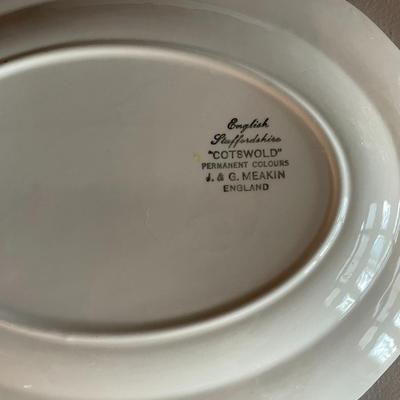 English
Staffordshire
"COTSWOLD"
PERMANENT COLOURS
J. & G. MEAKIN
ENGLAND